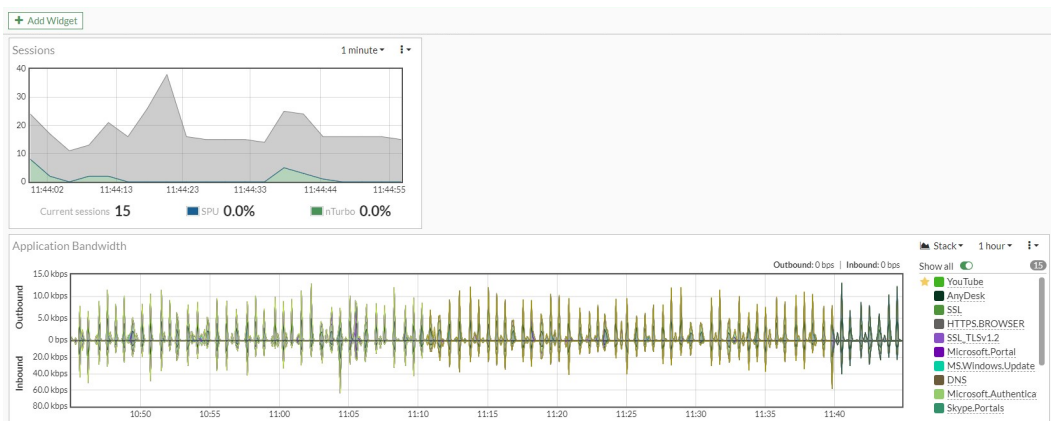 + Add Widget
Sessions
1 minute
40
30
20
10
0
11:44:02 11:44:13 11:44:23 11:44:33 11:44:44 11:44:55
Current sessions 15 SPU 0.0% nTurbo 0.0%
Application Bandwidth
Stack 1 hour
Outbound: 0 bps | Inbound: 0 bps
Show all 15
Outbound
Inbound
15.0 kbps
10.0 kbps
5.0 kbps
0 bps
20.0 kbps
40.0 kbps
60.0 kbps
80.0 kbps
10:50 10:55 11:00 11:05 11:10 11:15 11:20 11:25 11:30 11:35 11:40
YouTube
AnyDesk
SSL
HTTPS.BROWSER
SSL_TLSv1.2
Microsoft.Portal
MS.Windows.Update
DNS
Microsoft.Authentica
Skype.Portals